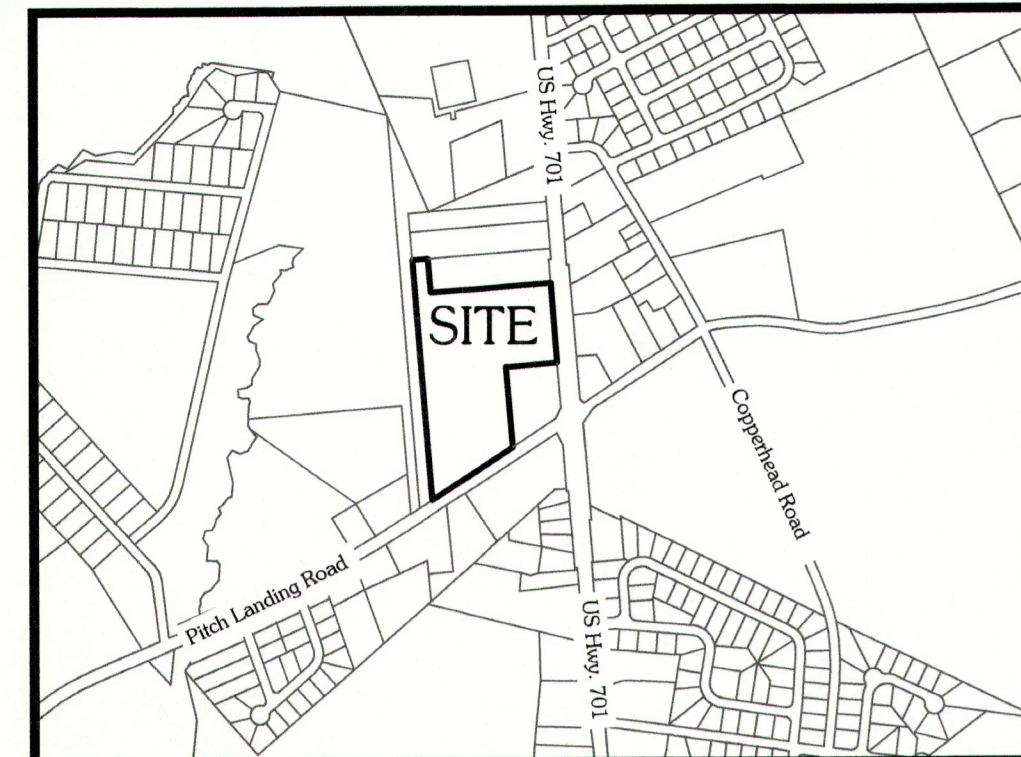 US Hwy. 701
SITE
Copperhead Road
Pitch Landing Road
US Hwy. 701